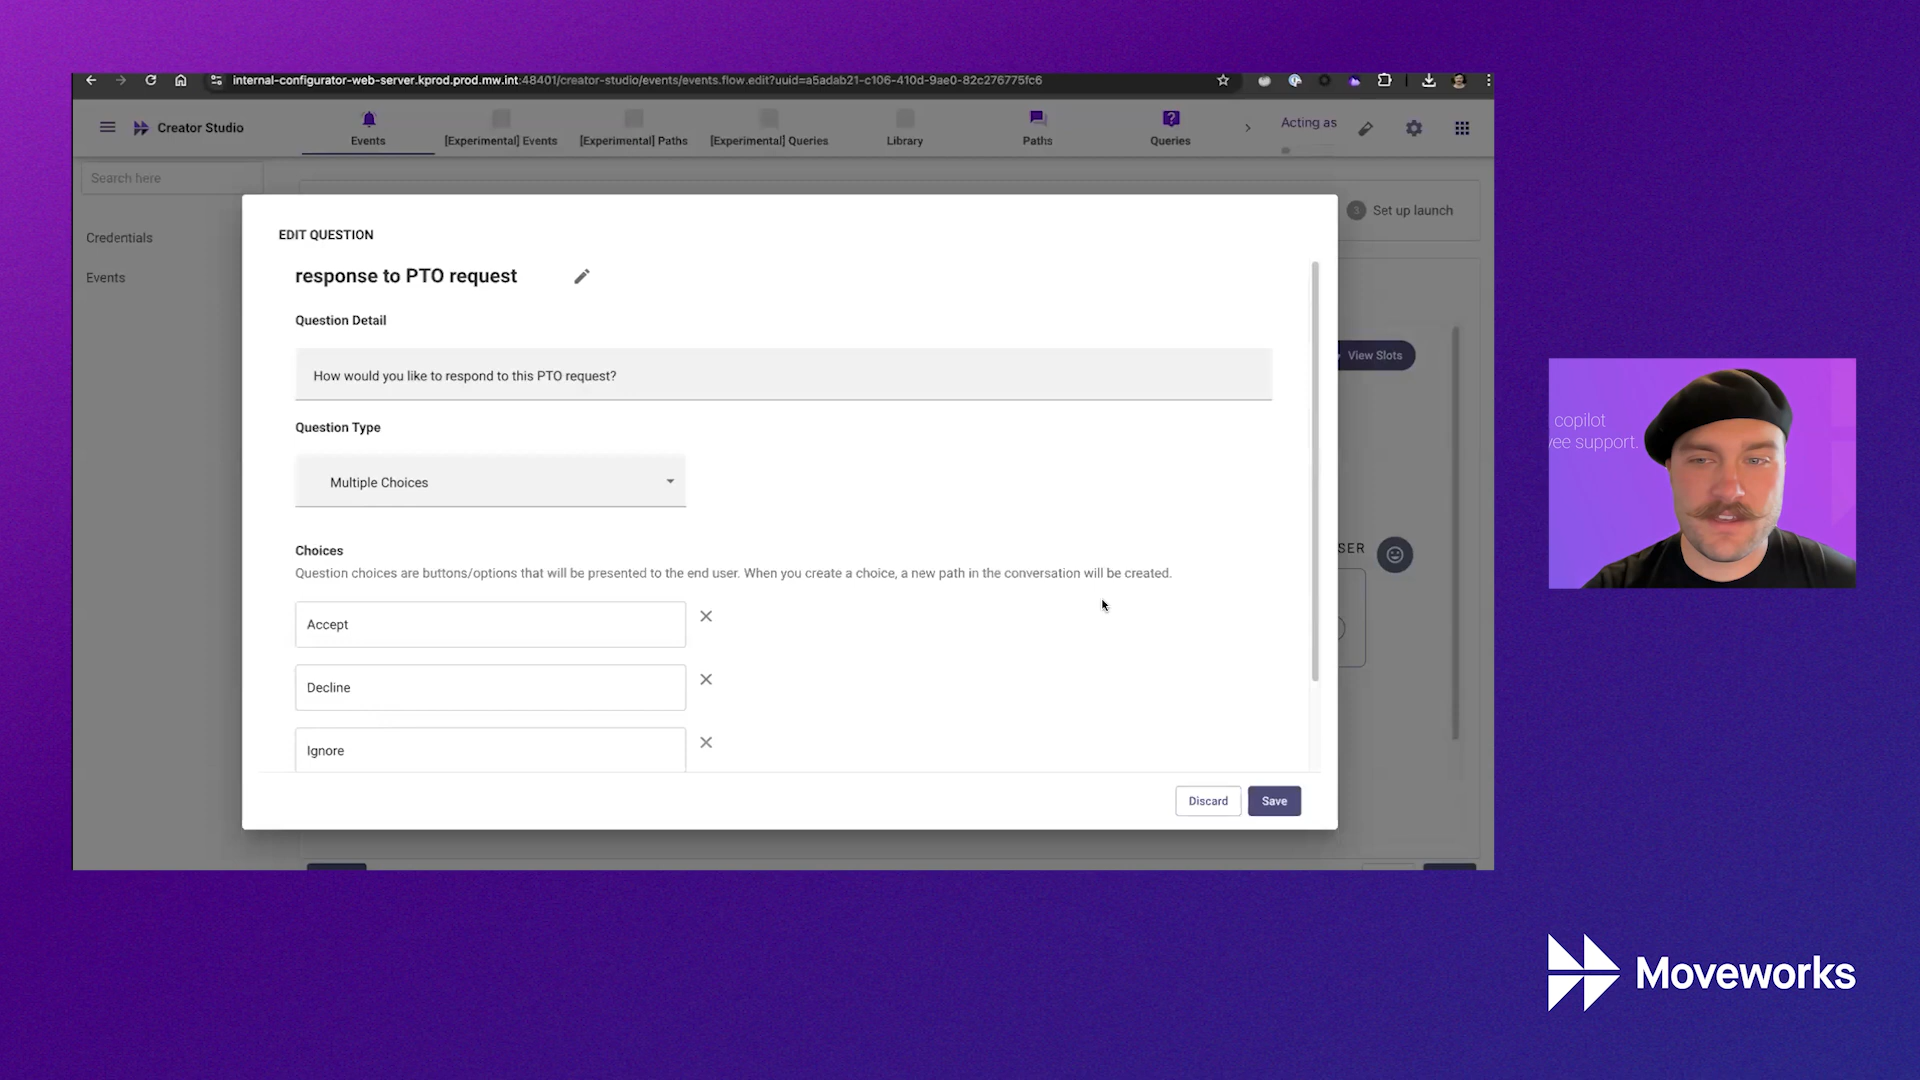 internal-configurator-web-server.kprod.prod.mw.int:48401/creator-studio/events/events.flow.edit?uuid=a5adab21-c106-410d-9ae0-82c276775fc6
Creator Studio
Events
[Experimental] Events
[Experimental] Paths
[Experimental] Queries
Library
Paths
Queries
Acting as
Search here
Credentials
Events
3 Set up launch
View Slots
SER
EDIT QUESTION
response to PTO request
Question Detail
How would you like to respond to this PTO request?
Question Type
Multiple Choices
Choices
Question choices are buttons/options that will be presented to the end user. When you create a choice, a new path in the conversation will be created.
Accept
Decline
Ignore
Discard
Save
copilot
yee support.
Moveworks